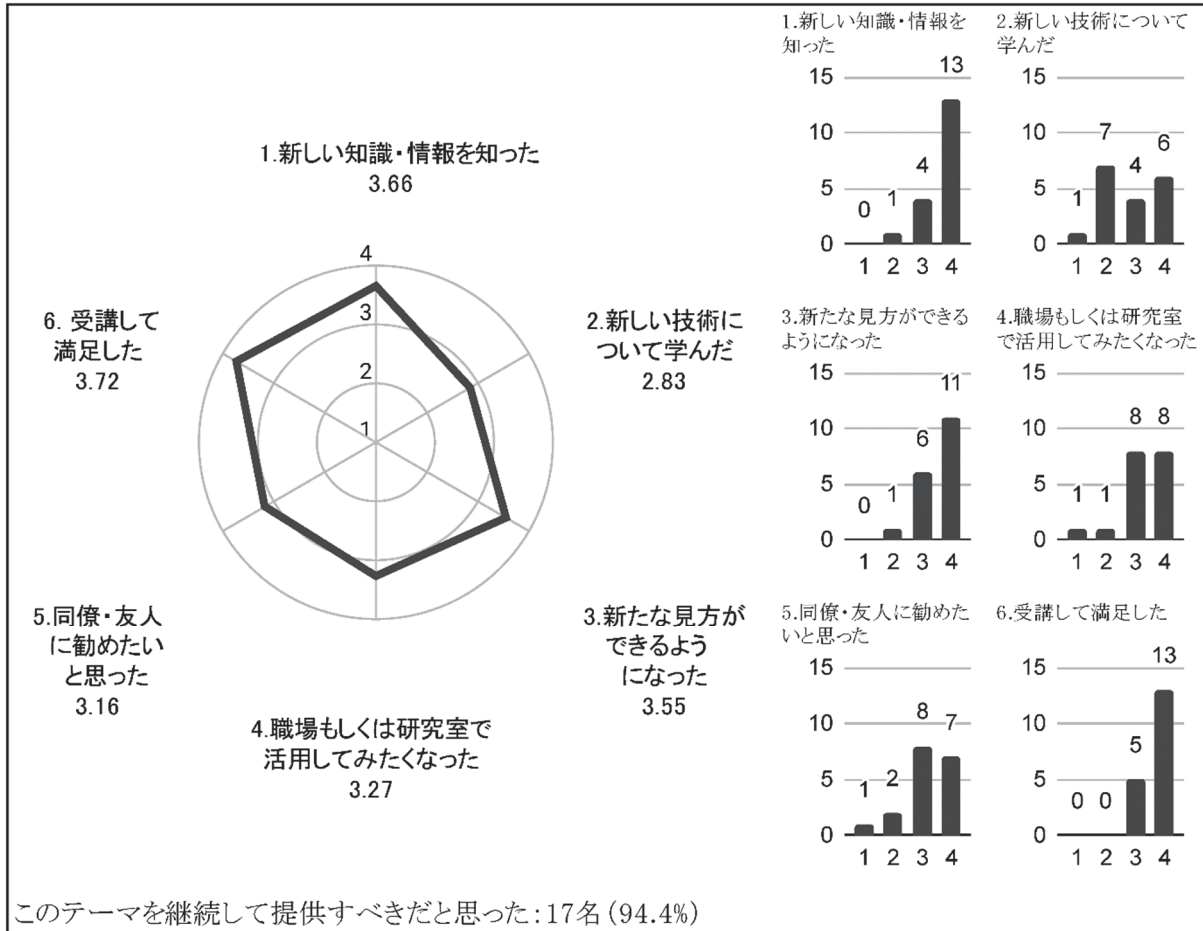 1.新しい知識・情報を知った
3.66
2.新しい技術に
ついて学んだ
2.83
3.新たな見方が
できるよう
になった
3.55
4.職場もしくは研究室で
活用してみたくなった
3.27
5.同僚・友人
に勧めたい
と思った
3.16
6. 受講して
満足した
3.72
4
3
2
1
1.新しい知識・情報を
知った
15
10
5
0
0
1
4
13
1 2 3 4
2.新しい技術について
学んだ
15
10
5
0
1
7
4
6
1 2 3 4
3.新たな見方ができる
ようになった
15
10
5
0
0
1
6
11
1 2 3 4
4.職場もしくは研究室
で活用してみたくなった
15
10
5
0
1
1
8
8
1 2 3 4
5.同僚・友人に勧めた
いと思った
15
10
5
0
1
2
8
7
1 2 3 4
6.受講して満足した
15
10
5
0
0
0
5
13
1 2 3 4
このテーマを継続して提供すべきだと思った:17名(94.4%)